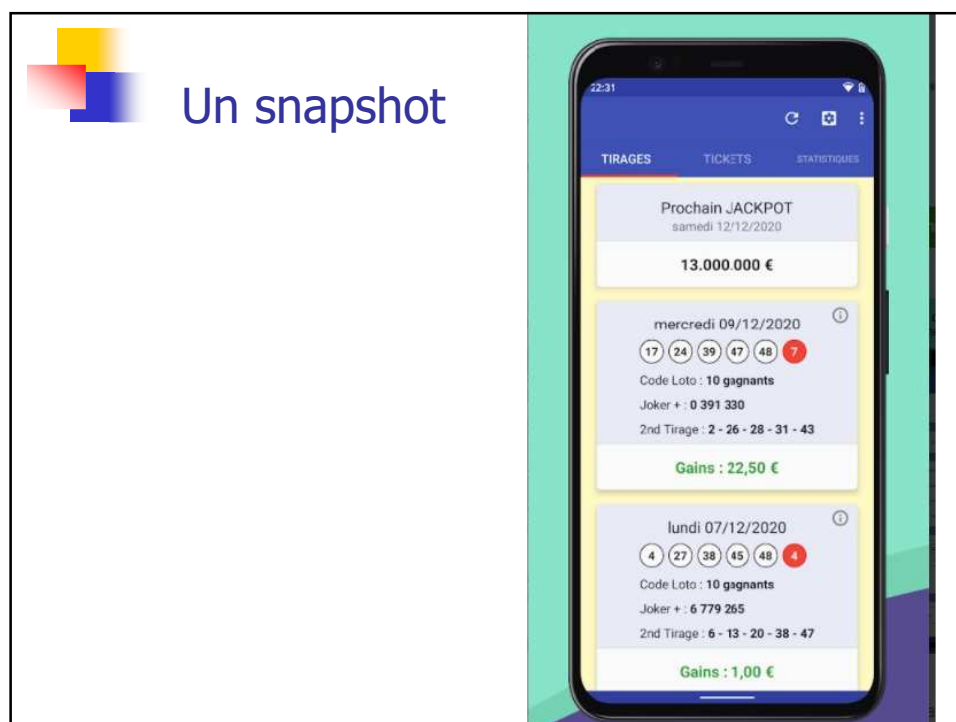 Un snapshot
22:31
TIRAGES TICKETS STATISTIQUES
Prochain JACKPOT
samedi 12/12/2020
13.000.000 €
mercredi 09/12/2020
17 24 39 47 48 7
Code Loto : 10 gagnants
Joker + : 0 391 330
2nd Tirage : 2 - 26 - 28 - 31 - 43
Gains : 22,50 €
lundi 07/12/2020
4 27 38 45 48 4
Code Loto : 10 gagnants
Joker + : 6 779 265
2nd Tirage : 6 - 13 - 20 - 38 - 47
Gains : 1,00 €